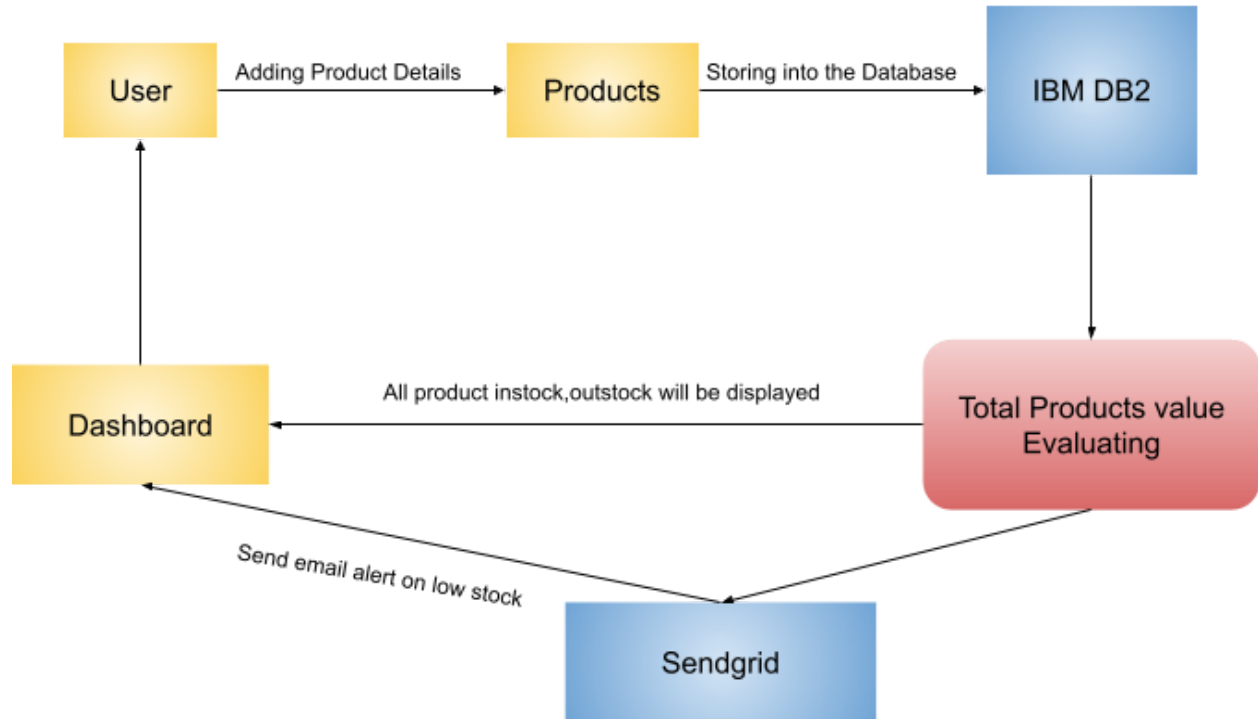 User
Adding Product Details
Products
Storing into the Database
IBM DB2
Dashboard
All product instock,outstock will be displayed
Total Products value
Evaluating
Send email alert on low stock
Sendgrid